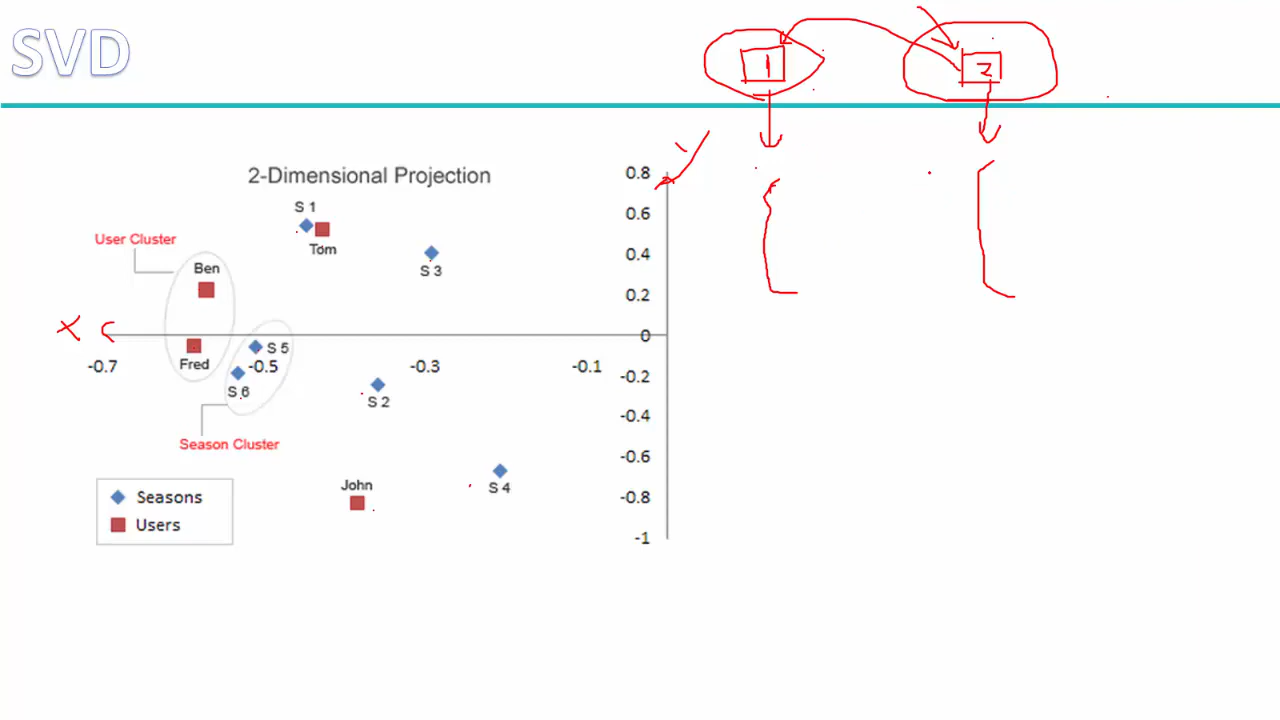 SVD
1
2
2-Dimensional Projection
y
0.8
S 1
0.6
User Cluster
Tom
0.4
Ben
S 3
0.2
X
0
S 5
Fred
-0.7
-0.5
-0.3
-0.1
-0.2
S 6
S 2
-0.4
Season Cluster
-0.6
John
S 4
Seasons
-0.8
Users
-1